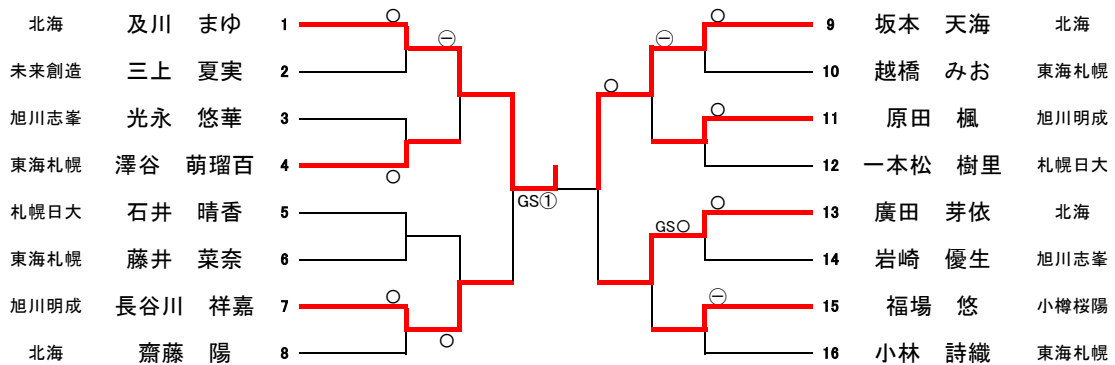 北海 及川 まゆ 1 ○ ㊀
未来創造 三上 夏実 2
旭川志峯 光永 悠華 3
東海札幌 澤谷 萌瑠百 4 ○
札幌日大 石井 晴香 5
東海札幌 藤井 菜奈 6
旭川明成 長谷川 祥嘉 7 ○
北海 齋藤 陽 8 ○
GS①
○ ㊀ ○ 9 坂本 天海 北海
10 越橋 みお 東海札幌
○ 11 原田 楓 旭川明成
12 一本松 樹里 札幌日大
GS○ ○ 13 廣田 芽依 北海
14 岩崎 優生 旭川志峯
㊀ 15 福場 悠 小樽桜陽
16 小林 詩織 東海札幌